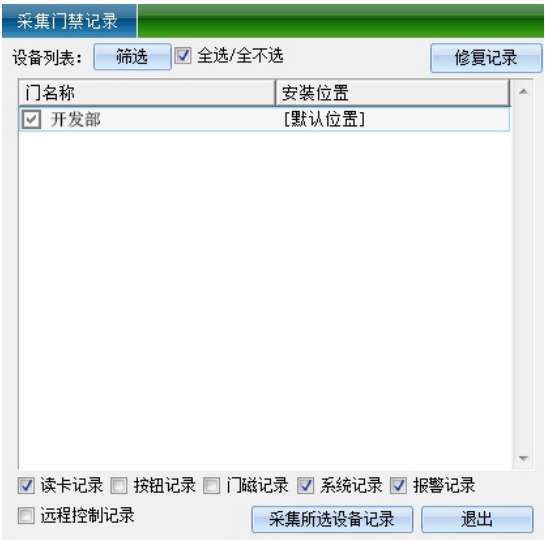 采集门禁记录
设备列表: 筛选 全选/全不选 修复记录
门名称 安装位置
开发部 [默认位置]
读卡记录 按钮记录 门磁记录 系统记录 报警记录
远程控制记录 采集所选设备记录 退出